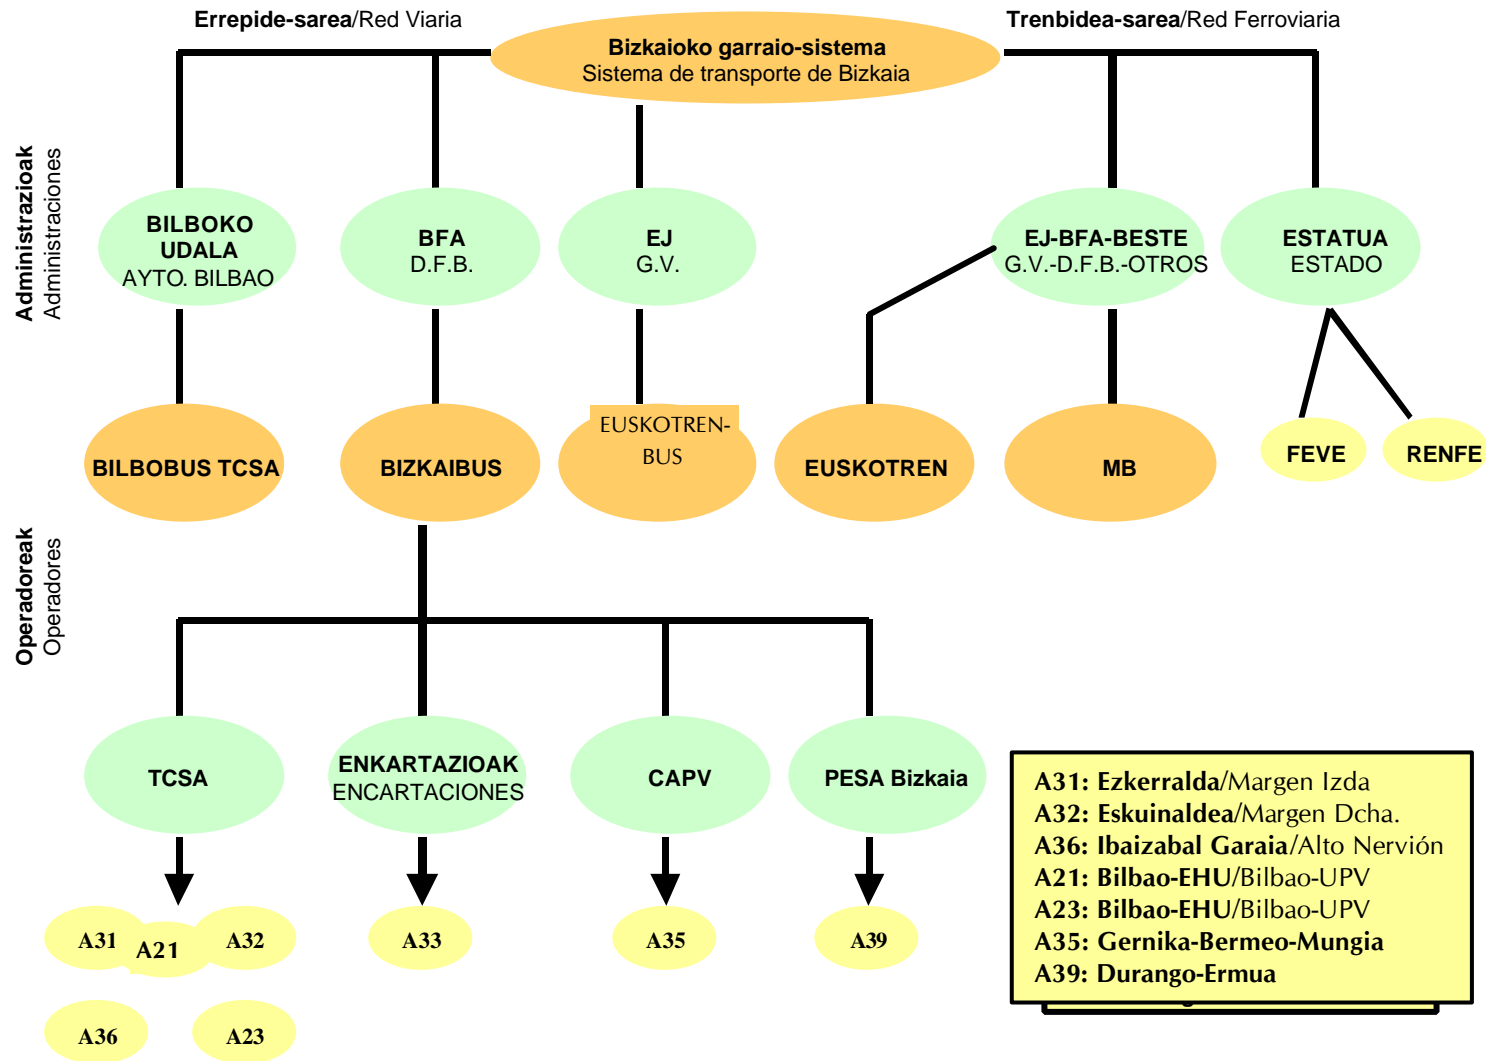 Errepide-sarea/Red Viaria
Trenbidea-sarea/Red Ferroviaria
Bizkaioko garraio-sistema
Sistema de transporte de Bizkaia
Administrazioak
Administraciones
BILBOKO
UDALA
AYTO. BILBAO
BFA
D.F.B.
EJ
G.V.
EJ-BFA-BESTE
G.V.-D.F.B.-OTROS
ESTATUA
ESTADO
BILBOBUS TCSA
BIZKAIBUS
EUSKOTREN-
BUS
EUSKOTREN
MB
FEVE
RENFE
Operadoreak
Operadores
TCSA
ENKARTAZIOAK
ENCARTACIONES
CAPV
PESA Bizkaia
A31
A21
A32
A33
A35
A39
A36
A23
A31: Ezkerralda/Margen Izda
A32: Eskuinaldea/Margen Dcha.
A36: Ibaizabal Garaia/Alto Nervión
A21: Bilbao-EHU/Bilbao-UPV
A23: Bilbao-EHU/Bilbao-UPV
A35: Gernika-Bermeo-Mungia
A39: Durango-Ermua